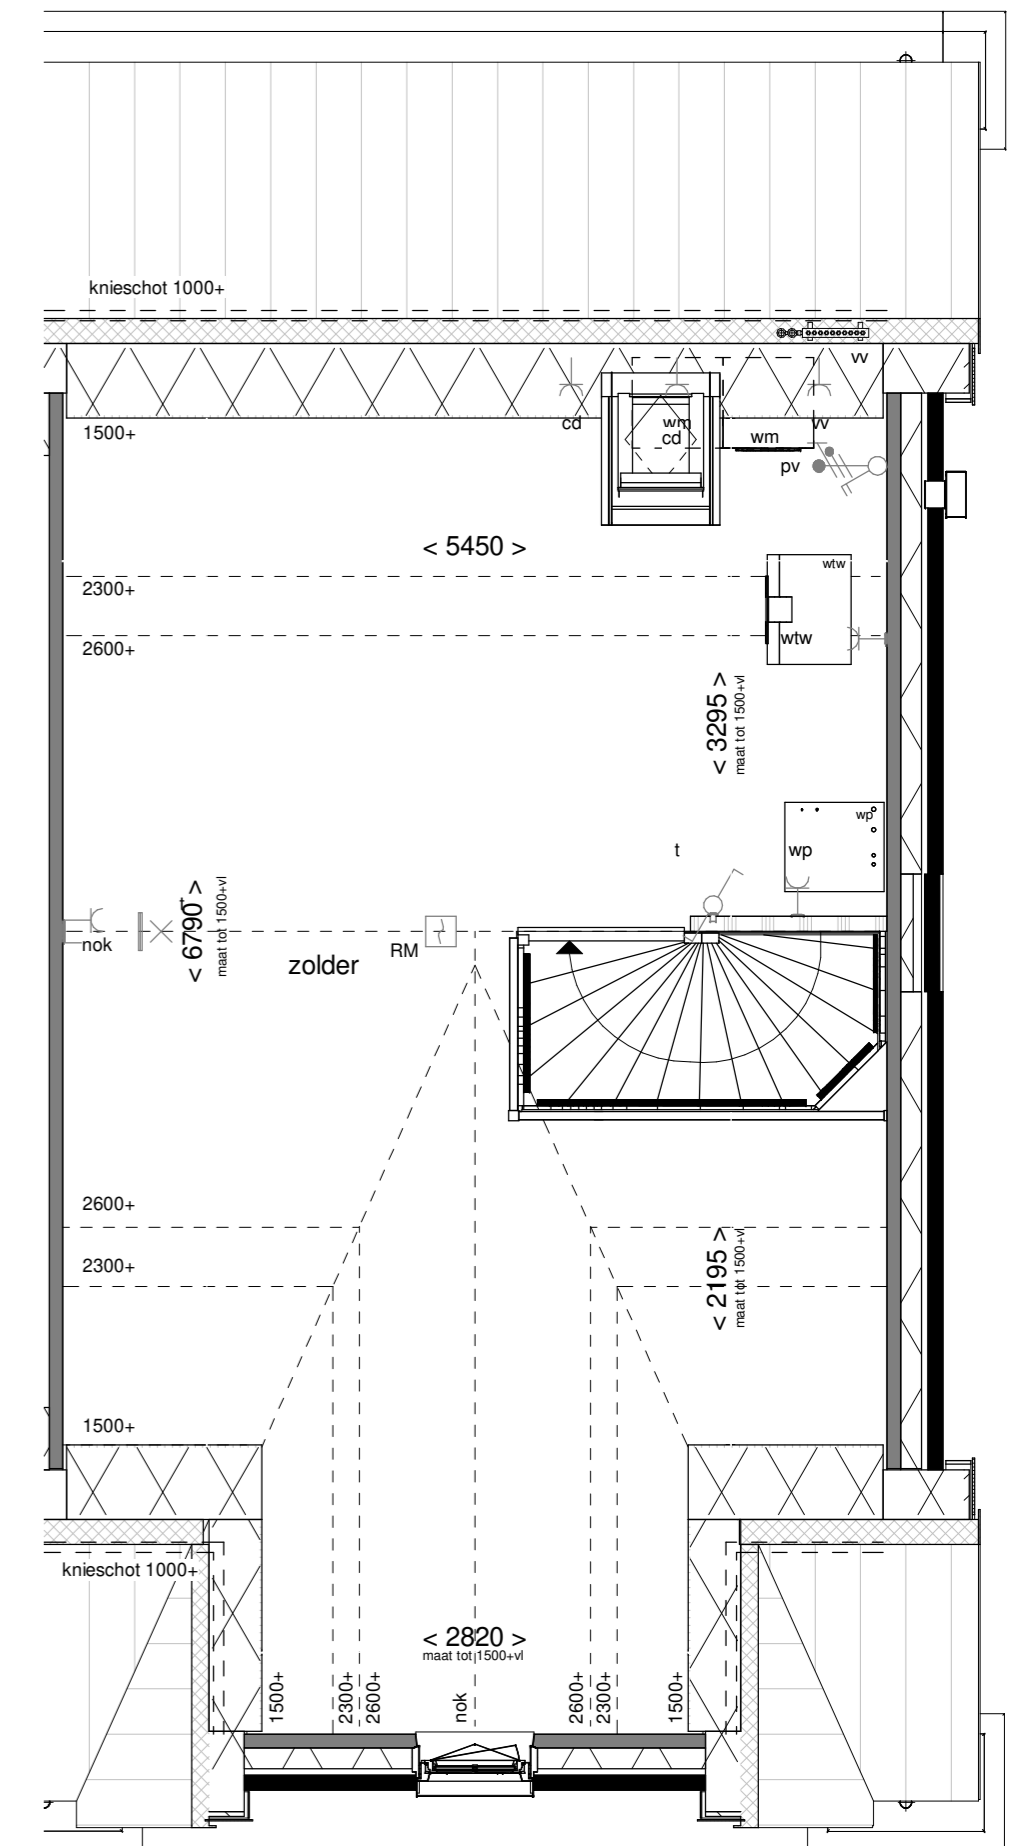 knieschot 1000+
vv
1500+
cd
wm
cd
wm
vv
pv
< 5450 >
2300+
wtw
2600+
wtw
< 3295 >
maat tot 1500+vl
wp
t
wp
< 6790 >
t
maat tot 1500+vl
nok
RM
zolder
2600+
2300+
< 2195 >
maat tot 1500+vl
1500+
knieschot 1000+
< 2820 >
maat tot 1500+vl
1500+
2300+
2600+
nok
2600+
2300+
1500+